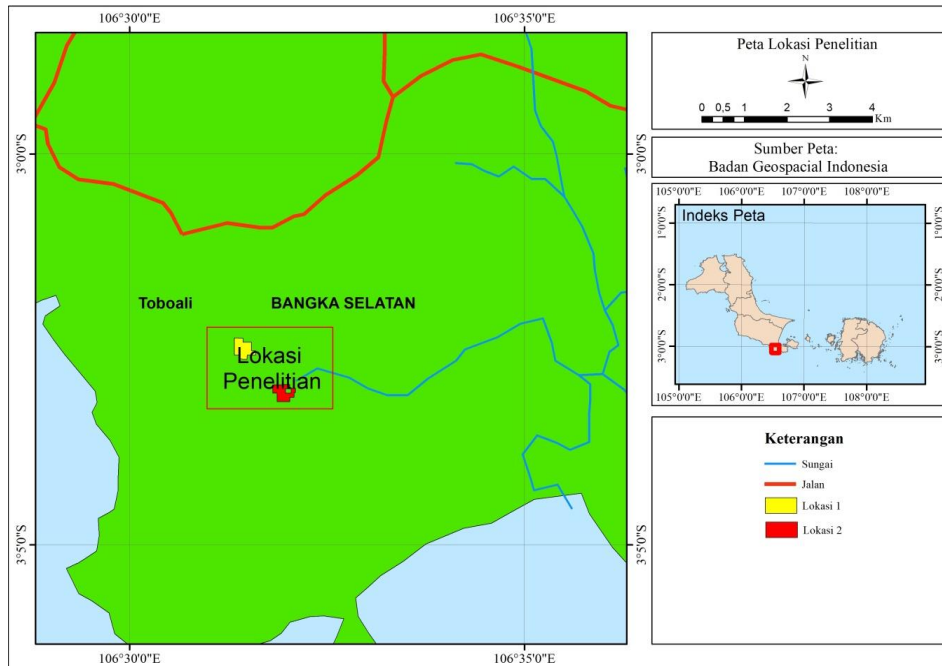 106°30'0"E
106°35'0"E
3°0'0"S
3°0'0"S
Toboali
BANGKA SELATAN
Lokasi
Penelitian
3°5'0"S
3°5'0"S
106°30'0"E
106°35'0"E
Peta Lokasi Penelitian
N
0 0,5 1 2 3 4
Km
Sumber Peta:
Badan Geospacial Indonesia
105°0'0"E 106°0'0"E 107°0'0"E 108°0'0"E
Indeks Peta
1°0'0"S
1°0'0"S
2°0'0"S
2°0'0"S
3°0'0"S
3°0'0"S
105°0'0"E 106°0'0"E 107°0'0"E 108°0'0"E
Keterangan
Sungai
Jalan
Lokasi 1
Lokasi 2